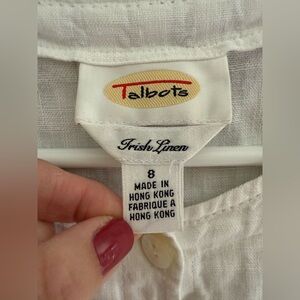 Talbots
Irish Linen
8
MADE IN
HONG KONG
FABRIQUE A
HONG KONG